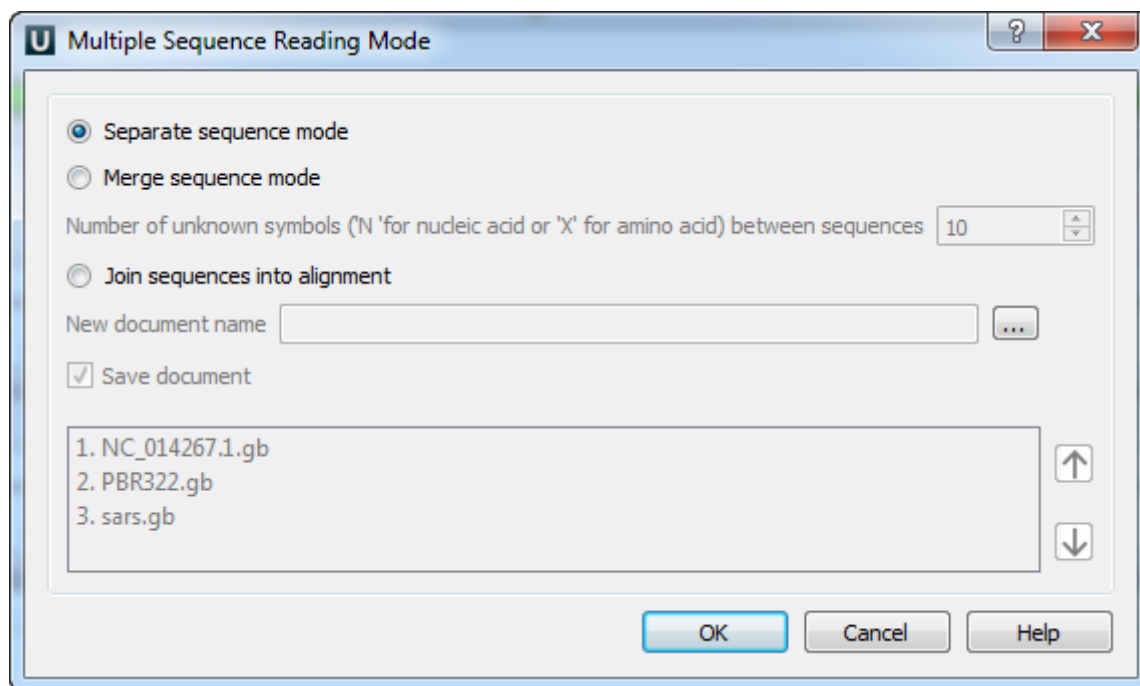 U Multiple Sequence Reading Mode ? x
Separate sequence mode
Merge sequence mode
Number of unknown symbols ('N 'for nucleic acid or 'X' for amino acid) between sequences 10
Join sequences into alignment
New document name ...
Save document
1. NC_014267.1.gb
2. PBR322.gb
3. sars.gb
OK Cancel Help